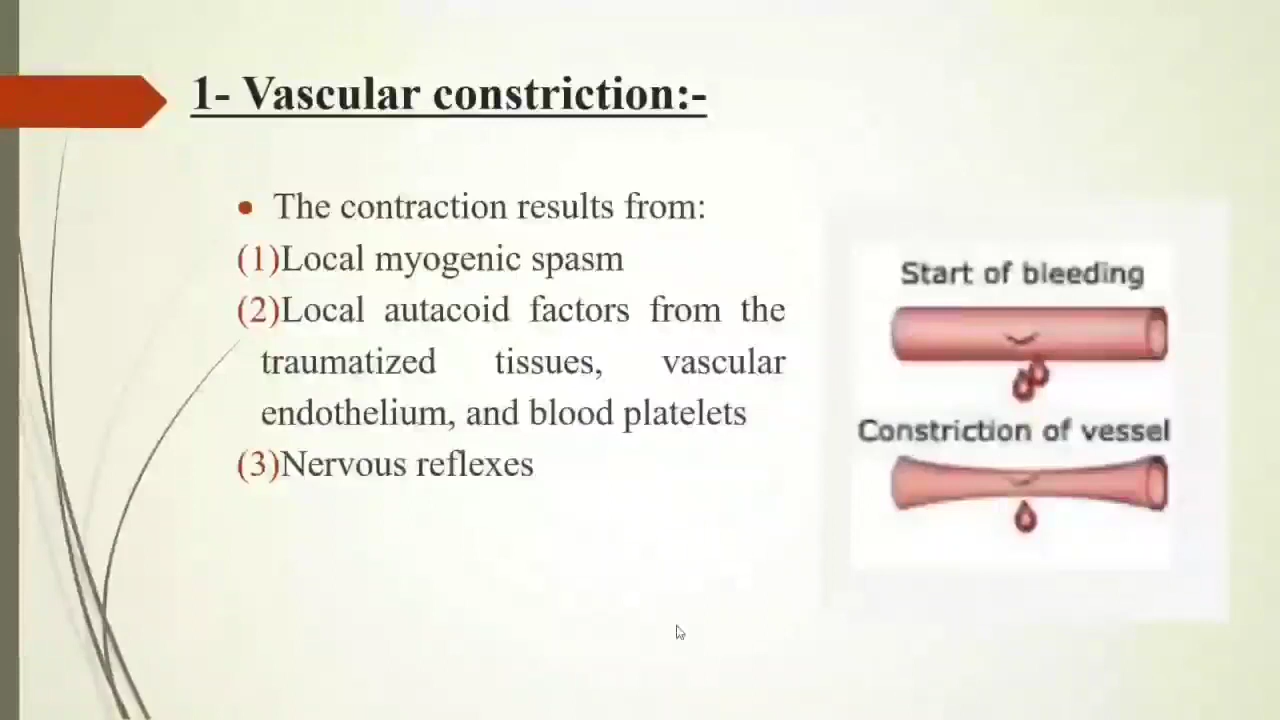 1- Vascular constriction:-
• The contraction results from:
(1)Local myogenic spasm
(2)Local autacoid factors from the
traumatized tissues, vascular
endothelium, and blood platelets
(3)Nervous reflexes
Start of bleeding
Constriction of vessel